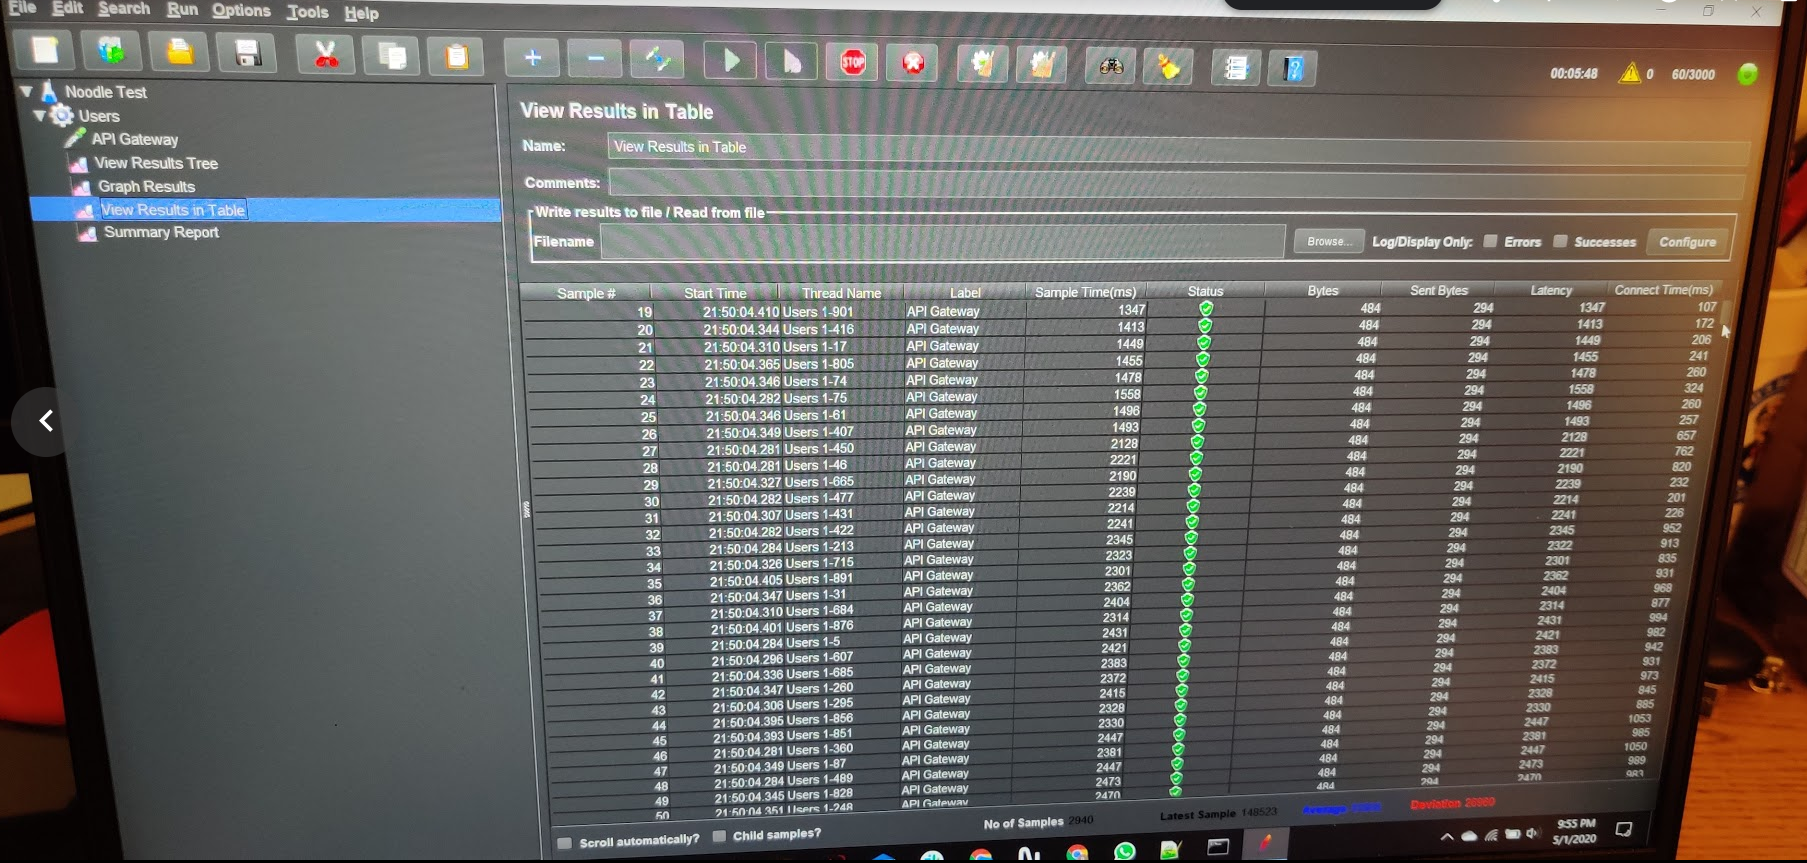 File Edit Search Run Options Tools Help
STOP
00:05:48 0 60/3000
Noodle Test
Users
API Gateway
View Results Tree
Graph Results
View Results in Table
Summary Report
View Results in Table
Name: View Results in Table
Comments:
Write results to file / Read from file
Filename Browse... Log/Display Only: Errors Successes Configure
Sample # Start Time Thread Name Label Sample Time(ms) Status Bytes Sent Bytes Latency Connect Time(ms)
19 21:50:04.410 Users 1-901 API Gateway 1347 484 294 1347 107
20 21:50:04.344 Users 1-416 API Gateway 1413 484 294 1413 172
21 21:50:04.310 Users 1-17 API Gateway 1449 484 294 1449 206
22 21:50:04.365 Users 1-805 API Gateway 1455 484 294 1455 241
23 21:50:04.346 Users 1-74 API Gateway 1478 484 294 1478 260
24 21:50:04.282 Users 1-75 API Gateway 1558 484 294 1558 324
25 21:50:04.346 Users 1-61 API Gateway 1496 484 294 1496 260
26 21:50:04.349 Users 1-407 API Gateway 1493 484 294 1493 257
27 21:50:04.281 Users 1-450 API Gateway 2128 484 294 2128 657
28 21:50:04.281 Users 1-46 API Gateway 2221 484 294 2221 762
29 21:50:04.327 Users 1-665 API Gateway 2190 484 294 2190 820
30 21:50:04.282 Users 1-477 API Gateway 2239 484 294 2239 232
31 21:50:04.307 Users 1-431 API Gateway 2214 484 294 2214 201
32 21:50:04.282 Users 1-422 API Gateway 2241 484 294 2241 226
33 21:50:04.284 Users 1-213 API Gateway 2345 484 294 2345 952
34 21:50:04.326 Users 1-715 API Gateway 2323 484 294 2322 913
35 21:50:04.405 Users 1-891 API Gateway 2301 484 294 2301 835
36 21:50:04.347 Users 1-31 API Gateway 2362 484 294 2362 931
37 21:50:04.310 Users 1-684 API Gateway 2404 484 294 2404 968
38 21:50:04.401 Users 1-876 API Gateway 2314 484 294 2314 877
39 21:50:04.284 Users 1-5 API Gateway 2431 484 294 2431 994
40 21:50:04.296 Users 1-607 API Gateway 2421 484 294 2421 982
41 21:50:04.336 Users 1-685 API Gateway 2383 484 294 2383 942
42 21:50:04.347 Users 1-260 API Gateway 2372 484 294 2372 931
43 21:50:04.306 Users 1-295 API Gateway 2415 484 294 2415 973
44 21:50:04.395 Users 1-856 API Gateway 2328 484 294 2328 845
45 21:50:04.393 Users 1-851 API Gateway 2330 484 294 2330 885
46 21:50:04.281 Users 1-360 API Gateway 2447 484 294 2447 1053
47 21:50:04.349 Users 1-87 API Gateway 2381 484 294 2381 985
48 21:50:04.284 Users 1-489 API Gateway 2447 484 294 2447 1050
49 21:50:04.345 Users 1-828 API Gateway 2473 484 294 2473 989
50 21:50:04.351 Users 1-248 API Gateway 2470 484 294 2470 983
Scroll automatically? Child samples? No of Samples 2940 Latest Sample 148523 Average Deviation
9:55 PM
5/1/2020